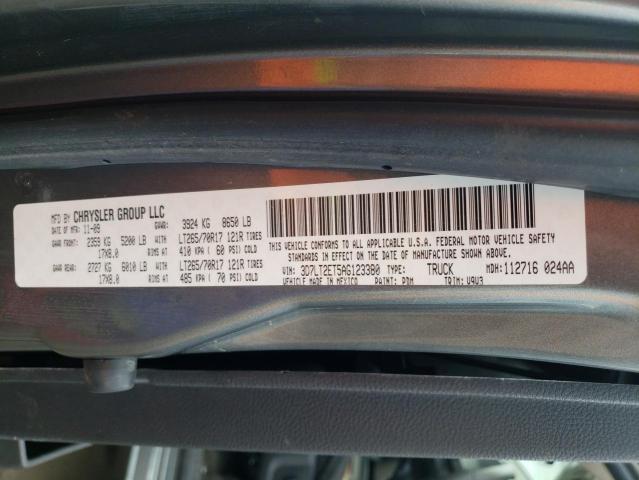 MFD BY CHRYSLER GROUP LLC
DATE OF MFR: 11-09 GVWR: 3924 KG 8650 LB
GAWR FRONT: 2359 KG 5200 LB WITH LT265/70R17 121R TIRES
17X8.0 RIMS AT 410 KPA ( 60 PSI) COLD
GAWR REAR: 2727 KG 6010 LB WITH LT265/70R17 121R TIRES
17X8.0 RIMS AT 485 KPA ( 70 PSI) COLD
THIS VEHICLE CONFORMS TO ALL APPLICABLE U.S.A. FEDERAL MOTOR VEHICLE SAFETY
STANDARDS IN EFFECT ON THE DATE OF MANUFACTURE SHOWN ABOVE.
VIN: 3D7LT2ET5AG123380 TYPE: TRUCK MDH: 112716 024AA
VEHICLE MADE IN MEXICO PAINT: PDM TRIM: V9V3